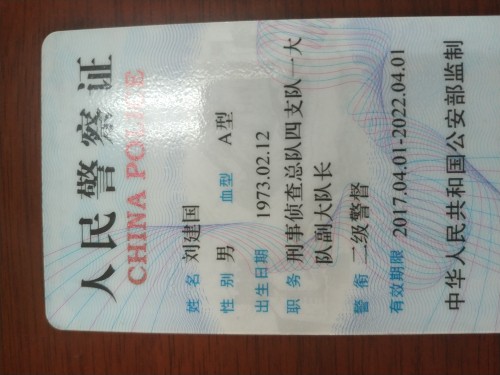 人民警察证
CHINA POLICE
姓 名 刘建国
性 别 男 血型 A型
出生日期 1973.02.12
职 务 刑事侦查总队四支队一大
队副大队长
警 衔 二级警督
有效期限 2017.04.01-2022.04.01
中华人民共和国公安部监制